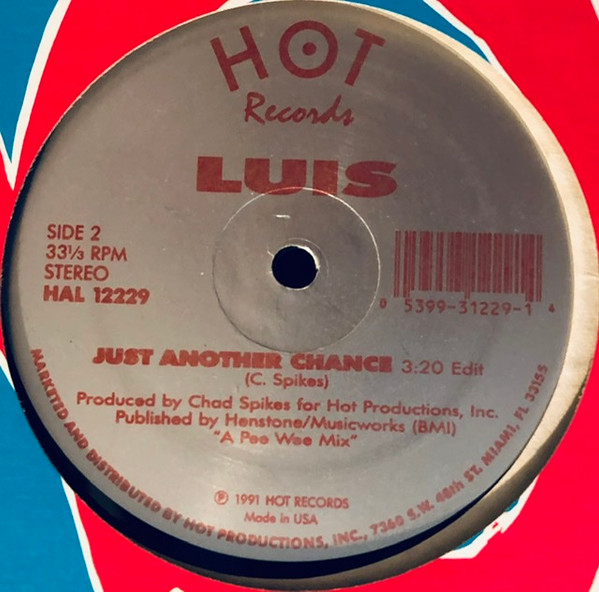 HOT
Records
LUIS
SIDE 2
33⅓ RPM
STEREO
HAL 12229
0 5399-31229-1 4
JUST ANOTHER CHANCE 3:20 Edit
(C. Spikes)
Produced by Chad Spikes for Hot Productions, Inc.
Published by Henstone/Musicworks (BMI)
"A Pee Wee Mix"
℗ 1991 HOT RECORDS
Made in USA
MARKETED AND DISTRIBUTED BY HOT PRODUCTIONS, INC., 7360 S.W. 48th ST. MIAMI, FL 33155